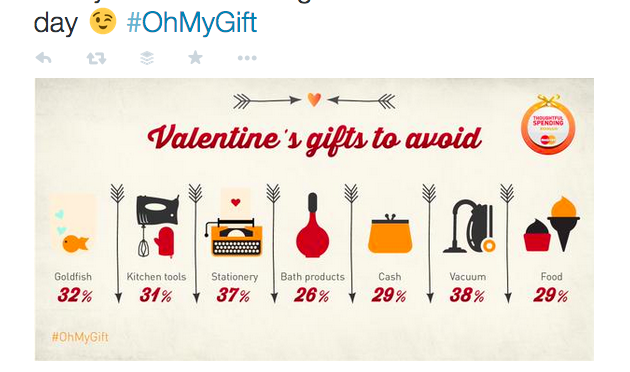 day 😉 #OhMyGift
Valentine's gifts to avoid
THOUGHTFUL
SPENDING
Goldfish
32%
Kitchen tools
31%
Stationery
37%
Bath products
26%
Cash
29%
Vacuum
38%
Food
29%
#OhMyGift